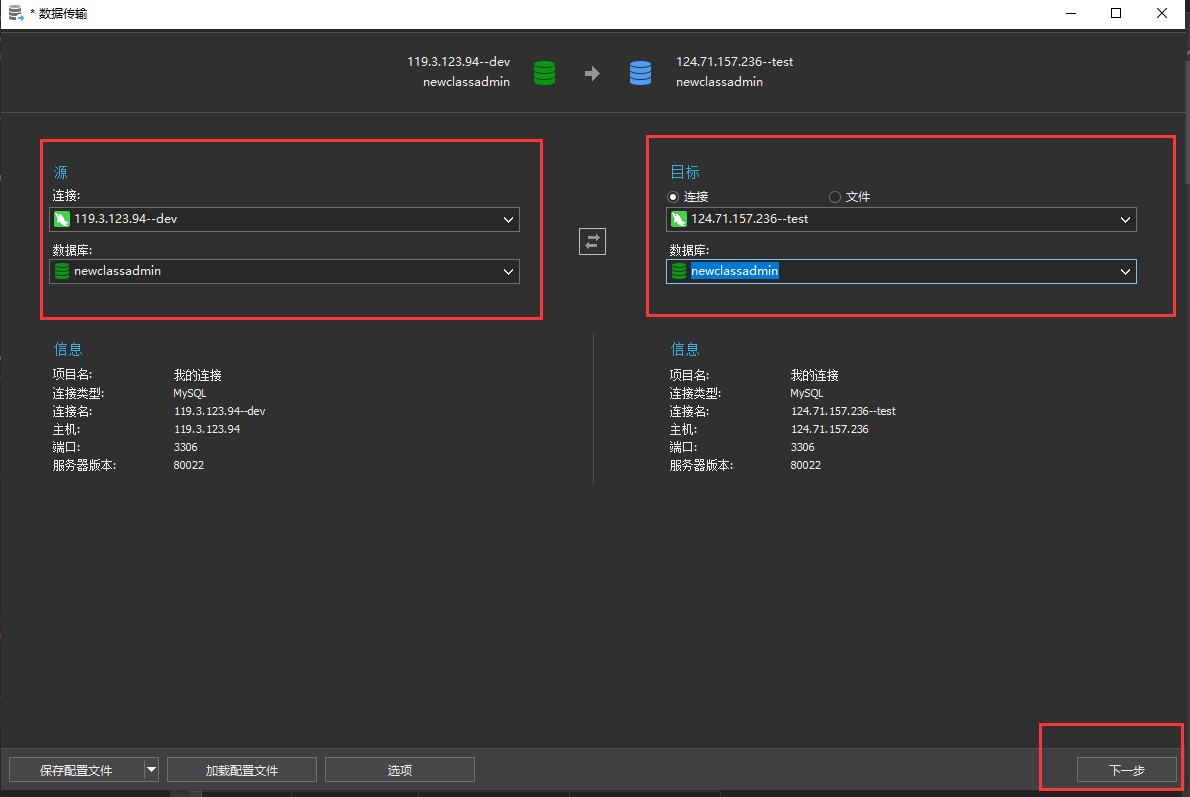 * 数据传输
119.3.123.94--dev
newclassadmin
124.71.157.236--test
newclassadmin
源
连接:
119.3.123.94--dev
数据库:
newclassadmin
目标
连接 文件
124.71.157.236--test
数据库:
newclassadmin
信息
项目名: 我的连接
连接类型: MySQL
连接名: 119.3.123.94--dev
主机: 119.3.123.94
端口: 3306
服务器版本: 80022
信息
项目名: 我的连接
连接类型: MySQL
连接名: 124.71.157.236--test
主机: 124.71.157.236
端口: 3306
服务器版本: 80022
保存配置文件 加载配置文件 选项 下一步